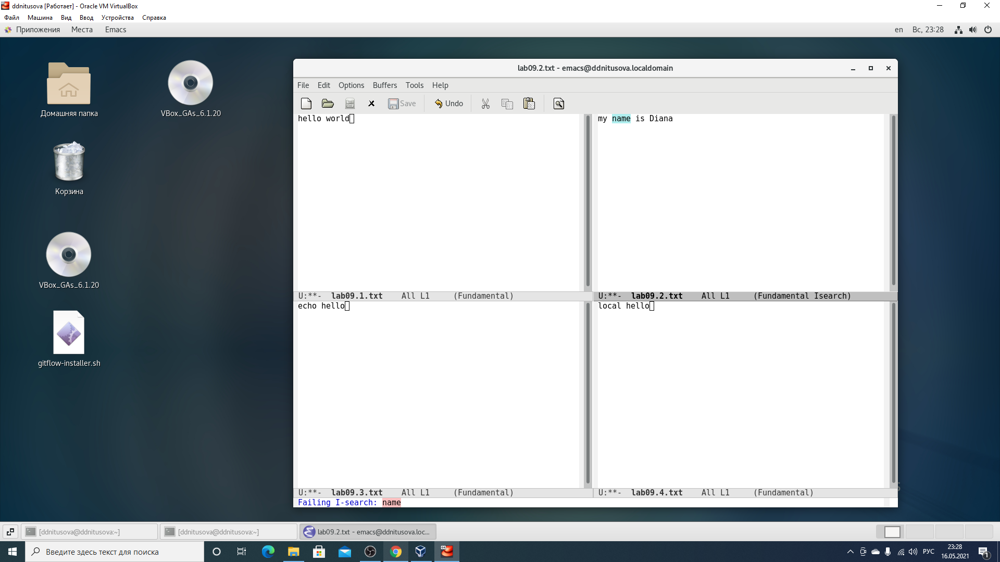 ddnitusova [Работает] - Oracle VM VirtualBox
Файл Машина Вид Ввод Устройства Справка
Приложения Места Emacs en Вс, 23:28
Домашняя папка
VBox_GAs_6.1.20
Корзина
VBox_GAs_6.1.20
gitflow-installer.sh
lab09.2.txt - emacs@ddnitusova.localdomain
File Edit Options Buffers Tools Help
Save Undo
hello world
my name is Diana
U:**- lab09.1.txt All L1 (Fundamental)
U:**- lab09.2.txt All L1 (Fundamental Isearch)
echo hello
local hello
U:**- lab09.3.txt All L1 (Fundamental)
U:**- lab09.4.txt All L1 (Fundamental)
Failing I-search: name
[ddnitusova@ddnitusova:~]
[ddnitusova@ddnitusova:~]
lab09.2.txt - emacs@ddnitusova.loc...
Введите здесь текст для поиска
64
РУС
23:28
16.05.2021
1